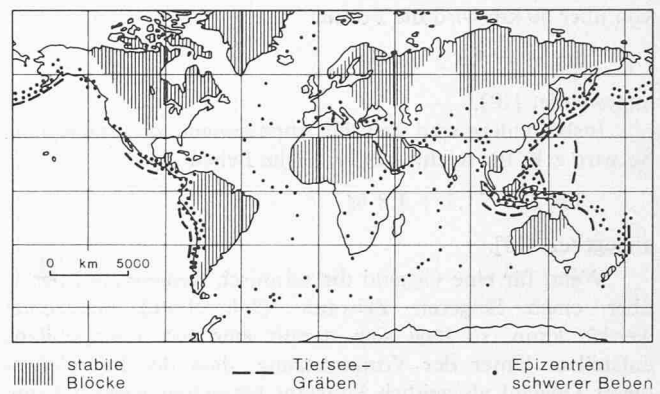 0 km 5000
stabile
Blöcke
Tiefsee
Gräben
Epizentren
schwerer Beben